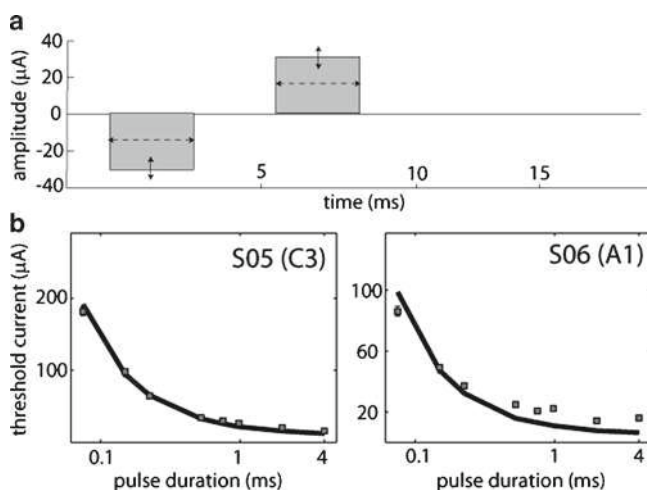 a
amplitude (µA)
40
20
0
-20
-40
5 10 15
time (ms)
b
threshold current (µA)
S05 (C3)
200
100
0.1 1 4
pulse duration (ms)
S06 (A1)
100
60
20
0.1 1 4
pulse duration (ms)